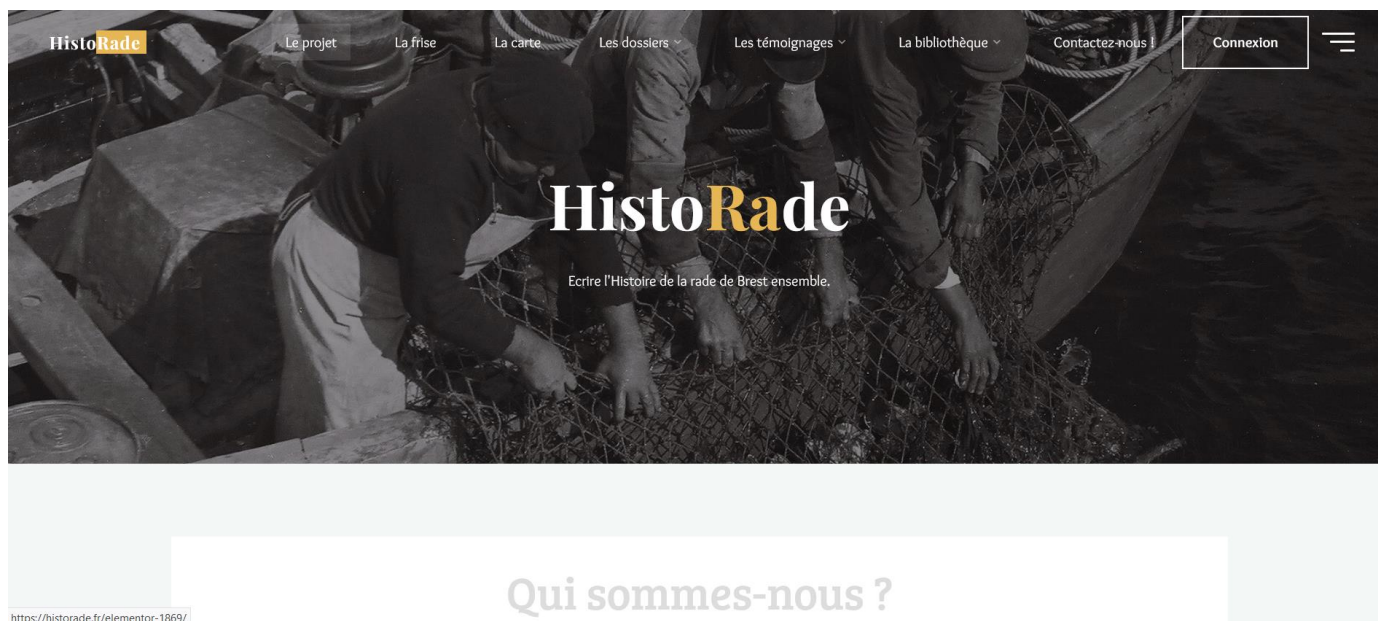 HistoRade
Le projet
La frise
La carte
Les dossiers
Les témoignages
La bibliothèque
Contactez-nous !
Connexion
HistoRade
Ecrire l'Histoire de la rade de Brest ensemble.
Qui sommes-nous ?
https://historade.fr/elementor-1869/